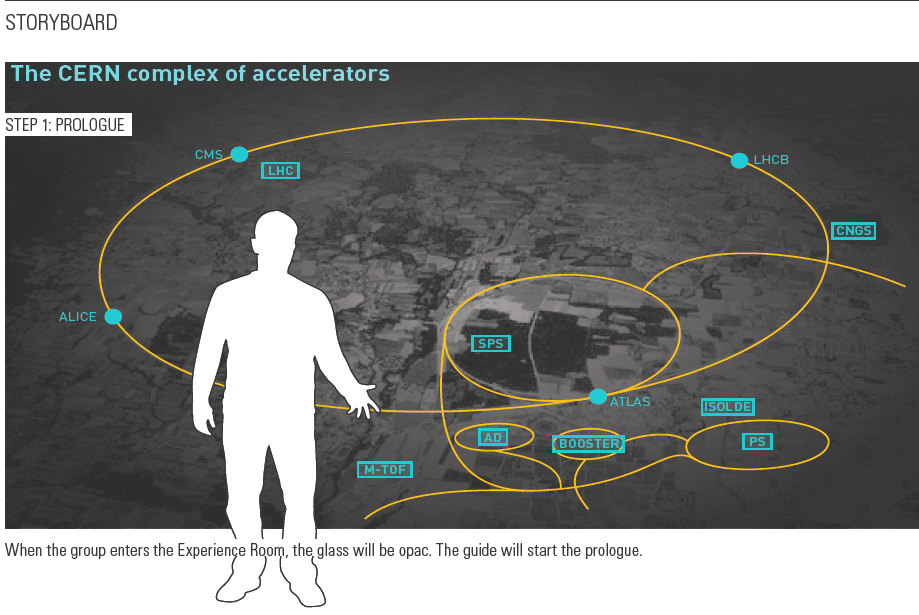 STORYBOARD
The CERN complex of accelerators
STEP 1: PROLOGUE
CMS
LHC
LHCB
CNGS
ALICE
SPS
ATLAS
ISOLDE
AD
BOOSTER
PS
M-TOF
When the group enters the Experience Room, the glass will be opac. The guide will start the prologue.